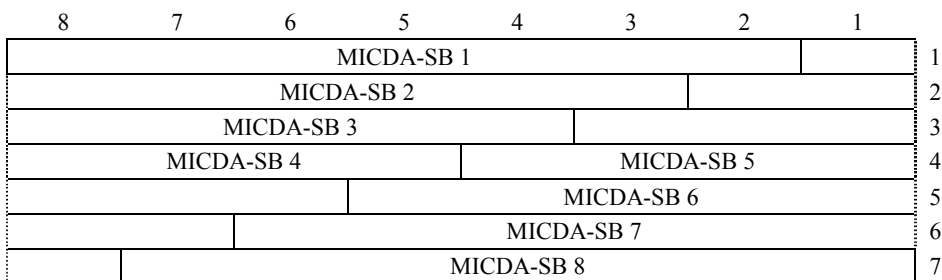 8 7 6 5 4 3 2 1
MICDA-SB 1 1
MICDA-SB 2 2
MICDA-SB 3 3
MICDA-SB 4 MICDA-SB 5 4
MICDA-SB 6 5
MICDA-SB 7 6
MICDA-SB 8 7